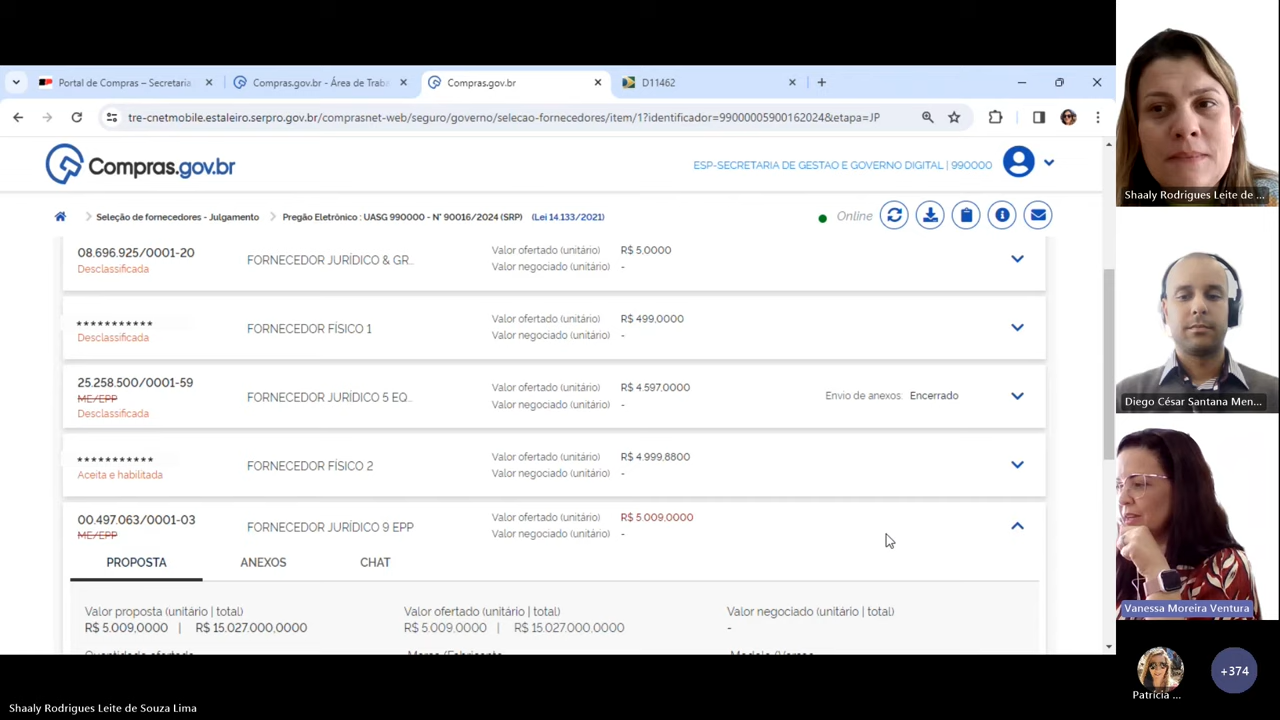 Portal de Compras – Secretaria
Compras.gov.br - Área de Traba
Compras.gov.br
D11462
tre-cnetmobile.estaleiro.serpro.gov.br/comprasnet-web/seguro/governo/selecao-fornecedores/item/1?identificador=99000005900162024&etapa=JP
Compras.gov.br
ESP-SECRETARIA DE GESTAO E GOVERNO DIGITAL | 990000
Seleção de fornecedores - Julgamento
Pregão Eletrônico : UASG 990000 - N° 90016/2024 (SRP) (Lei 14.133/2021)
Online
08.696.925/0001-20
Desclassificada
FORNECEDOR JURÍDICO & GR...
Valor ofertado (unitário) R$ 5,0000
Valor negociado (unitário) -
***********
Desclassificada
FORNECEDOR FÍSICO 1
Valor ofertado (unitário) R$ 499,0000
Valor negociado (unitário) -
25.258.500/0001-59
ME/EPP
Desclassificada
FORNECEDOR JURÍDICO 5 EQ...
Valor ofertado (unitário) R$ 4.597,0000
Valor negociado (unitário) -
Envio de anexos: Encerrado
***********
Aceita e habilitada
FORNECEDOR FÍSICO 2
Valor ofertado (unitário) R$ 4.999,8800
Valor negociado (unitário) -
00.497.063/0001-03
ME/EPP
FORNECEDOR JURÍDICO 9 EPP
Valor ofertado (unitário) R$ 5.009,0000
Valor negociado (unitário) -
PROPOSTA ANEXOS CHAT
Valor proposta (unitário | total)
R$ 5.009,0000 | R$ 15.027.000,0000
Valor ofertado (unitário | total)
R$ 5.009,0000 | R$ 15.027.000,0000
Valor negociado (unitário | total)
-
Shaaly Rodrigues Leite de ...
Diego César Santana Men...
Vanessa Moreira Ventura
Patrícia ...
+374
Shaaly Rodrigues Leite de Souza Lima